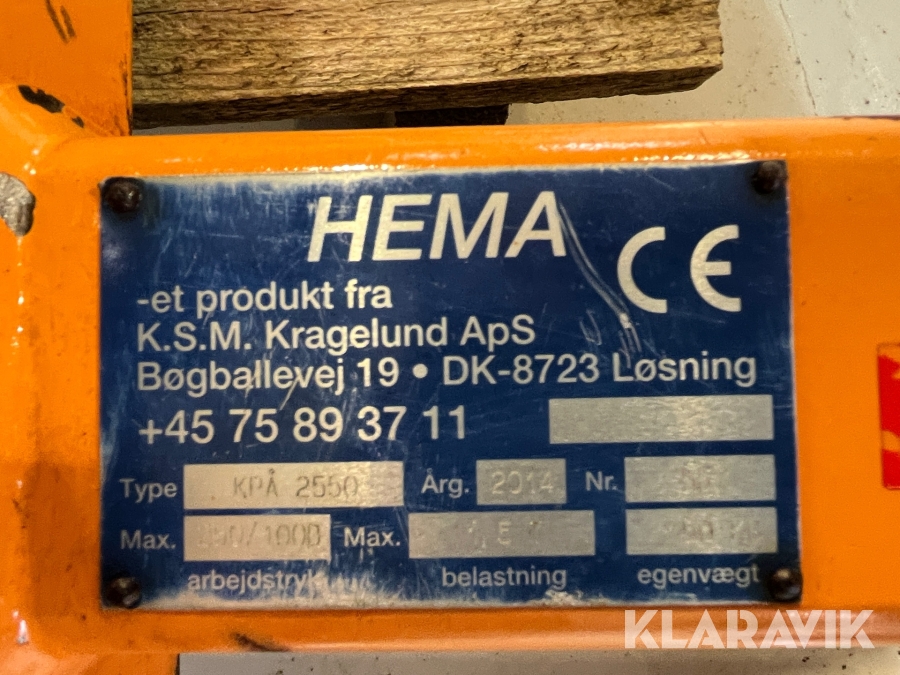 HEMA CE
-et produkt fra
K.S.M. Kragelund ApS
Bøgballevej 19 • DK-8723 Løsning
+45 75 89 37 11
Type KPÅ 2550 Årg. 2014 Nr.
Max. Max.
arbejdstryk belastning egenvægt
KLARAVIK